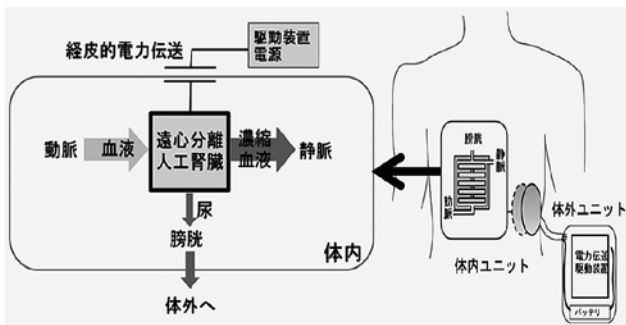 経皮的電力伝送
駆動装置
電源
動脈
血液
遠心分離
人工腎臓
濃縮
血液
静脈
尿
膀胱
体内
体外へ
膀胱
静脈
動脈
体内ユニット
体外ユニット
電力伝送
駆動装置
バッテリ